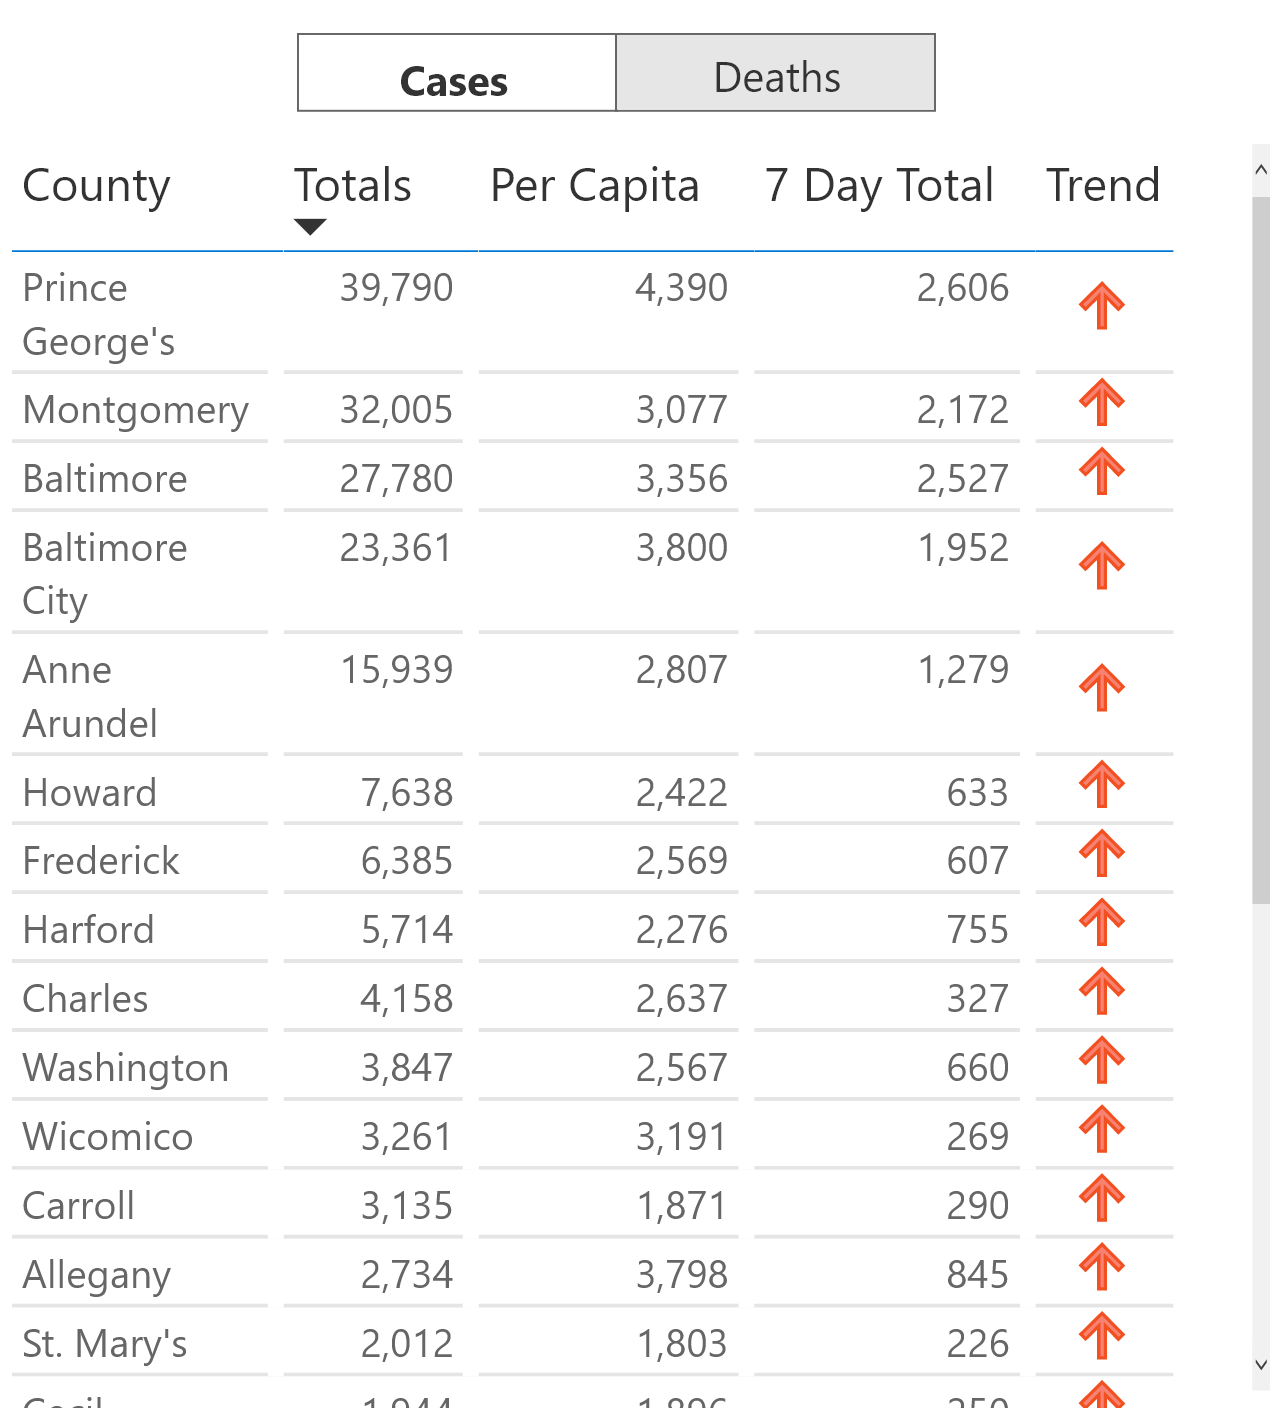 Cases Deaths
County Totals Per Capita 7 Day Total Trend
Prince 39,790 4,390 2,606
George's
Montgomery 32,005 3,077 2,172
Baltimore 27,780 3,356 2,527
Baltimore 23,361 3,800 1,952
City
Anne 15,939 2,807 1,279
Arundel
Howard 7,638 2,422 633
Frederick 6,385 2,569 607
Harford 5,714 2,276 755
Charles 4,158 2,637 327
Washington 3,847 2,567 660
Wicomico 3,261 3,191 269
Carroll 3,135 1,871 290
Allegany 2,734 3,798 845
St. Mary's 2,012 1,803 226
Cecil